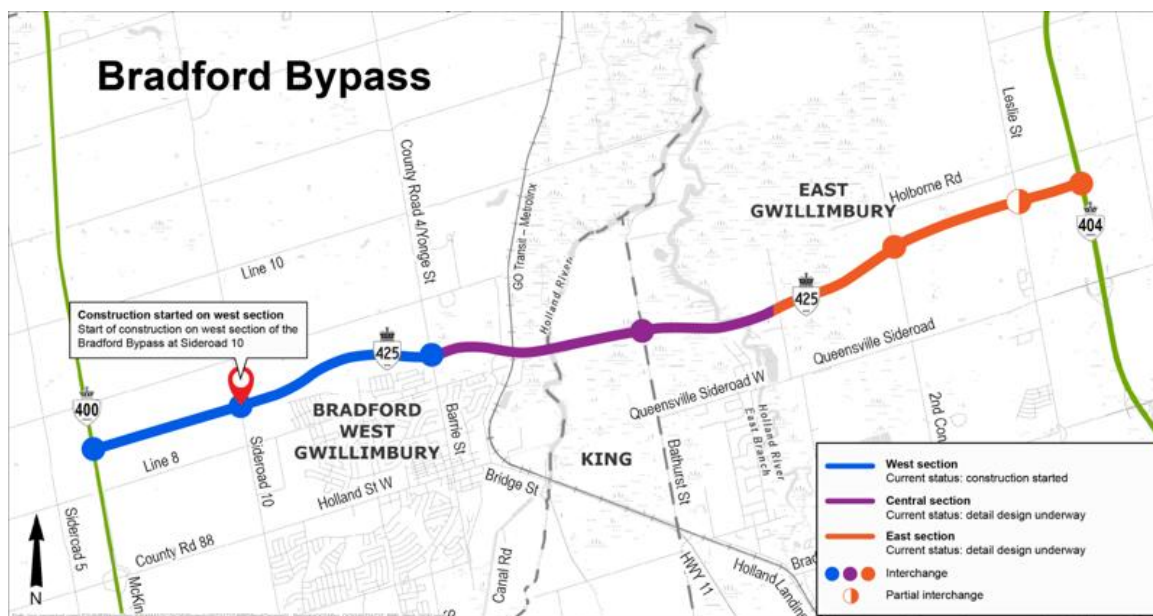 Bradford Bypass
Leslie St
County Road 4/Yonge St
GO Transit – Metrolinx
EAST
GWILLIMBURY
Holborne Rd
404
Line 10
Holland River
425
Construction started on west section
Start of construction on west section of the
Bradford Bypass at Sideroad 10
425
Queensville Sideroad
400
BRADFORD
WEST
GWILLIMBURY
Barrie St
Queensville Sideroad W
Holland River
East Branch
2nd Con
Line 8
Sideroad 10
Holland St W
KING
Bathurst St
Bridge St
Sideroad 5
County Rd 88
Canal Rd
HWY 11
Holland Landing
N
West section
Current status: construction started
Central section
Current status: detail design underway
East section
Current status: detail design underway
Interchange
Partial interchange